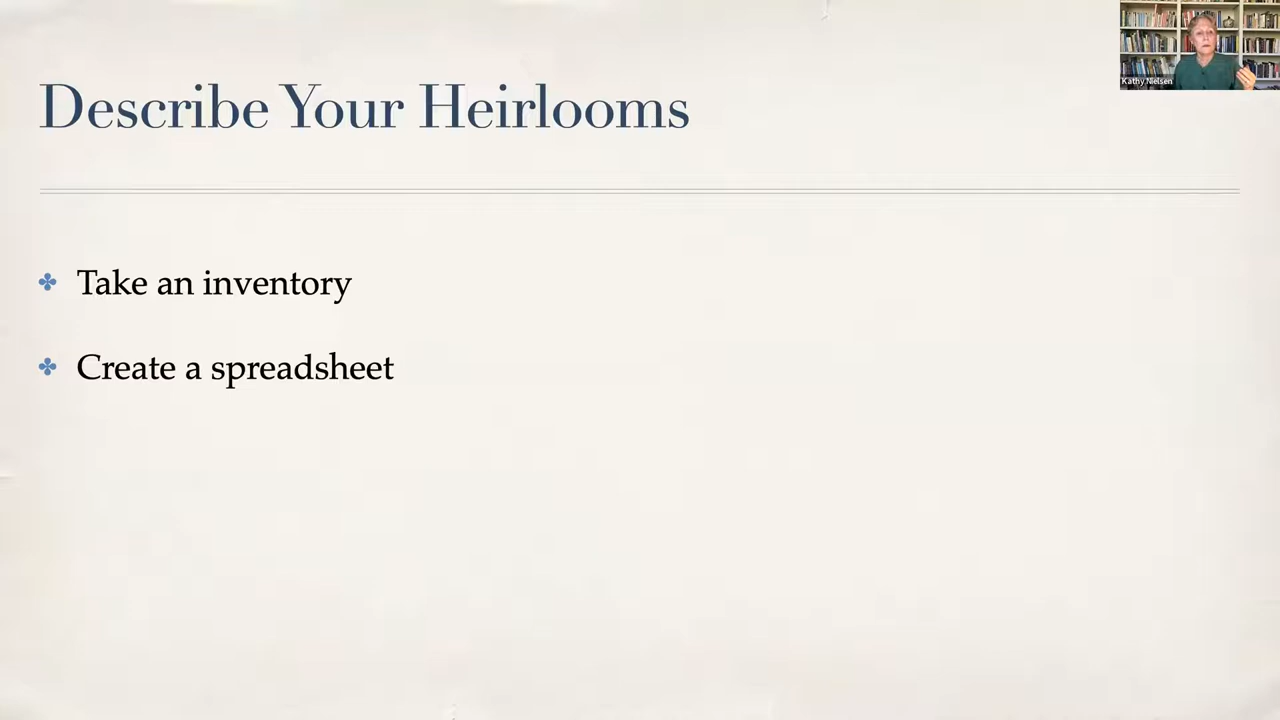 Describe Your Heirlooms
Kathy Nielsen
Take an inventory
Create a spreadsheet